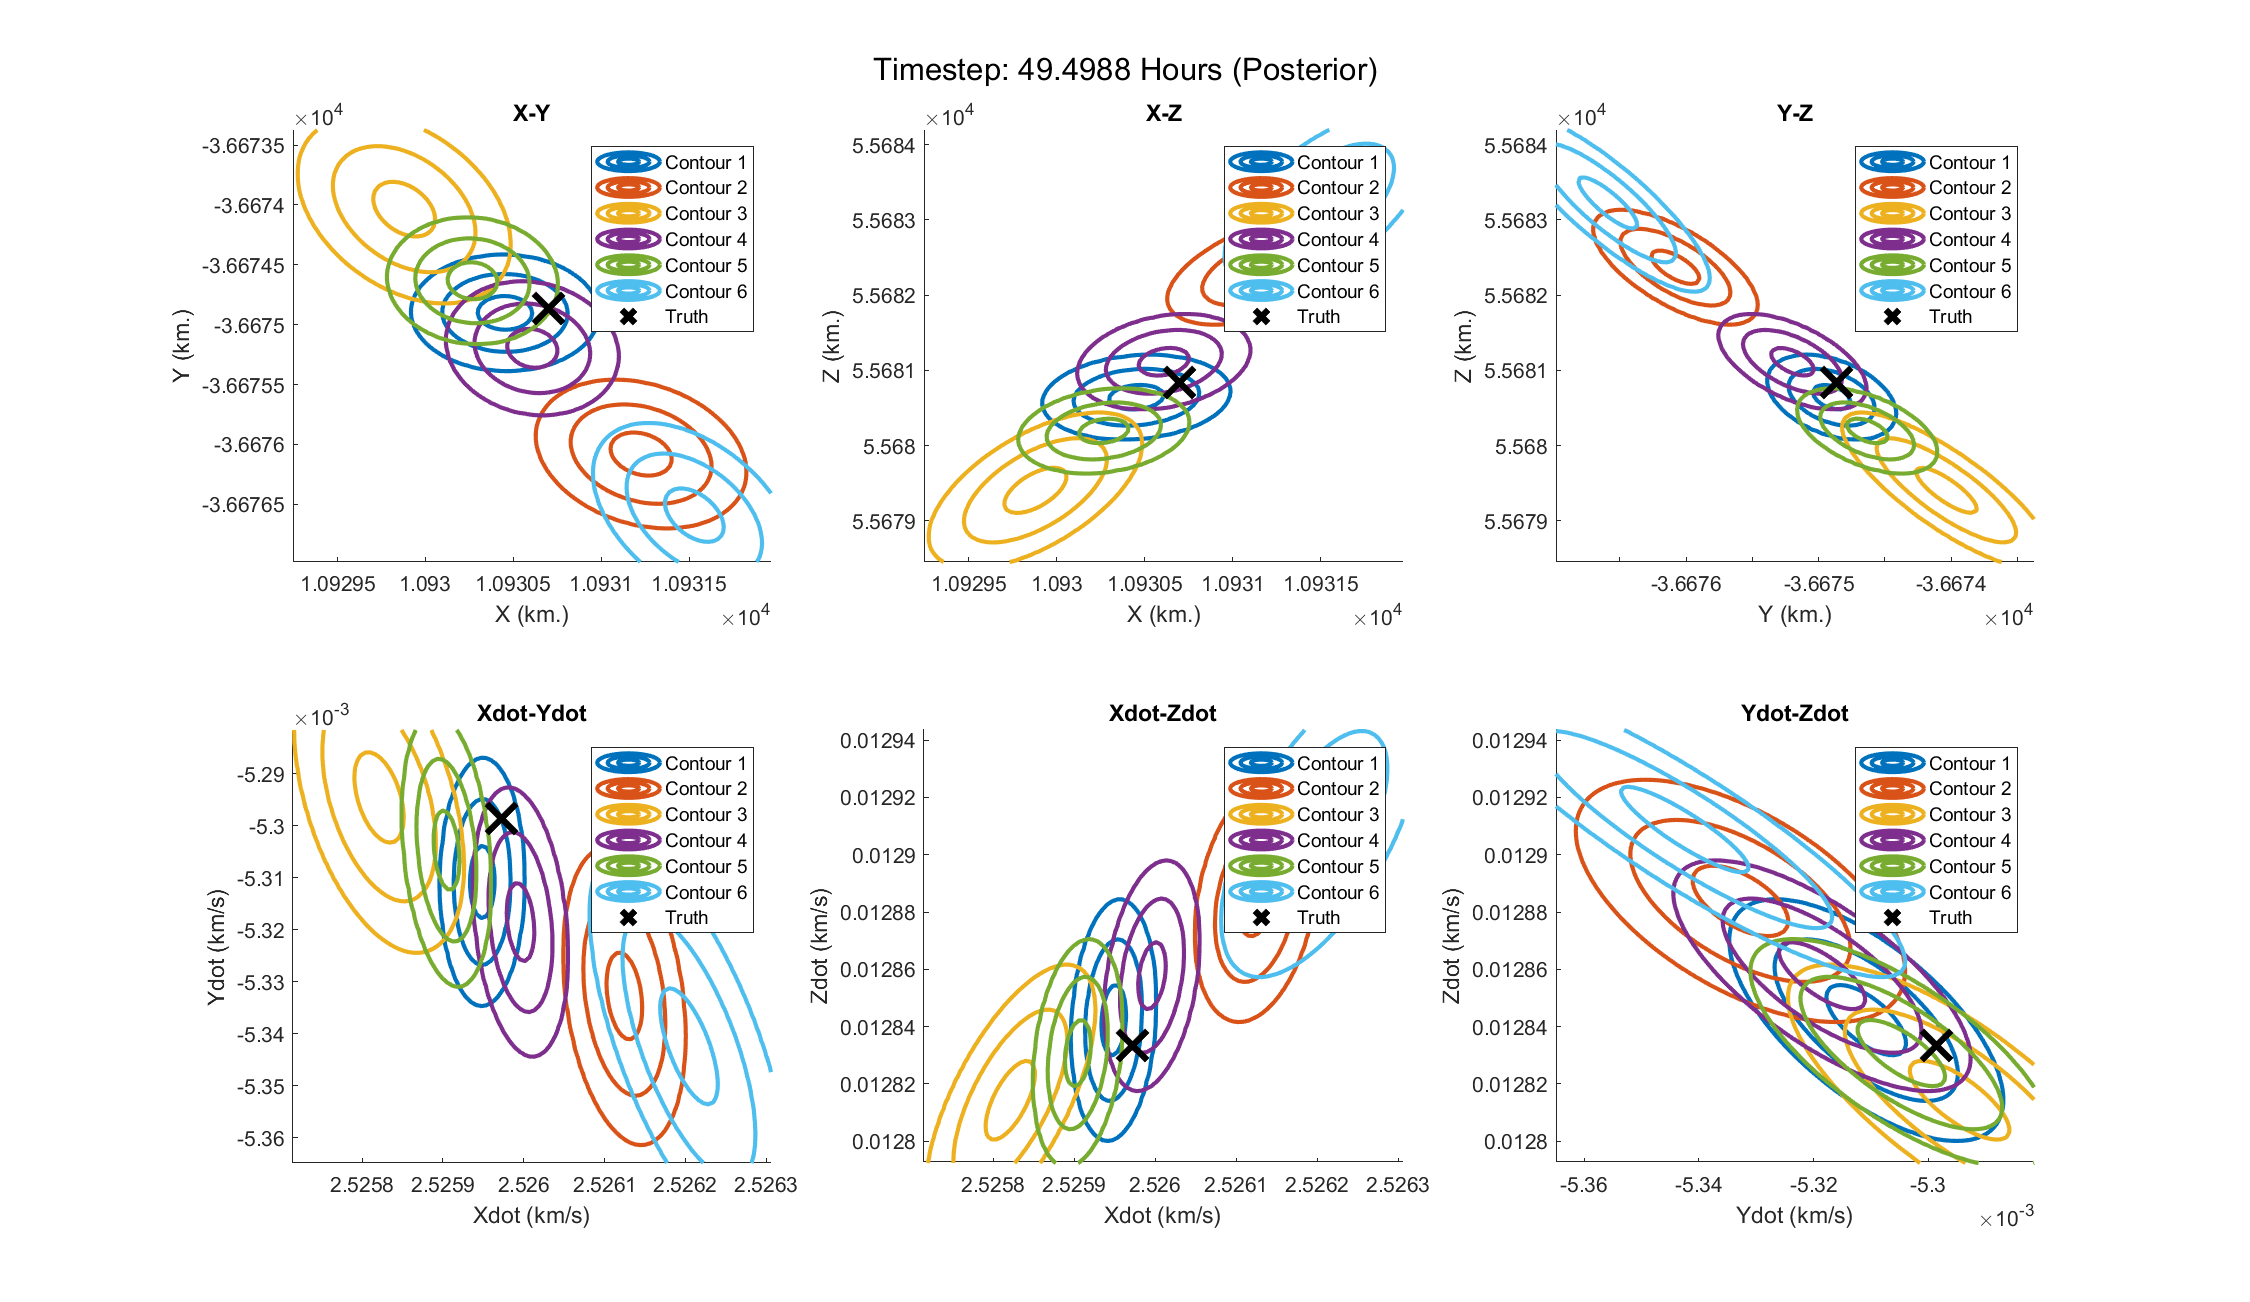 Timestep: 49.4988 Hours (Posterior)
X-Y
×10^4
-3.66735
-3.6674
-3.66745
-3.6675
-3.66755
-3.6676
-3.66765
Y (km.)
1.09295 1.093 1.09305 1.0931 1.09315
X (km.)
×10^4
Contour 1
Contour 2
Contour 3
Contour 4
Contour 5
Contour 6
Truth
X-Z
×10^4
5.5684
5.5683
5.5682
5.5681
5.568
5.5679
Z (km.)
1.09295 1.093 1.09305 1.0931 1.09315
X (km.)
×10^4
Contour 1
Contour 2
Contour 3
Contour 4
Contour 5
Contour 6
Truth
Y-Z
×10^4
5.5684
5.5683
5.5682
5.5681
5.568
5.5679
Z (km.)
-3.6676 -3.6675 -3.6674
Y (km.)
×10^4
Contour 1
Contour 2
Contour 3
Contour 4
Contour 5
Contour 6
Truth
Xdot-Ydot
×10^-3
-5.29
-5.3
-5.31
-5.32
-5.33
-5.34
-5.35
-5.36
Ydot (km/s)
2.5258 2.5259 2.526 2.5261 2.5262 2.5263
Xdot (km/s)
Contour 1
Contour 2
Contour 3
Contour 4
Contour 5
Contour 6
Truth
Xdot-Zdot
0.01294
0.01292
0.0129
0.01288
0.01286
0.01284
0.01282
0.0128
Zdot (km/s)
2.5258 2.5259 2.526 2.5261 2.5262 2.5263
Xdot (km/s)
Contour 1
Contour 2
Contour 3
Contour 4
Contour 5
Contour 6
Truth
Ydot-Zdot
0.01294
0.01292
0.0129
0.01288
0.01286
0.01284
0.01282
0.0128
Zdot (km/s)
-5.36 -5.34 -5.32 -5.3
Ydot (km/s)
×10^-3
Contour 1
Contour 2
Contour 3
Contour 4
Contour 5
Contour 6
Truth